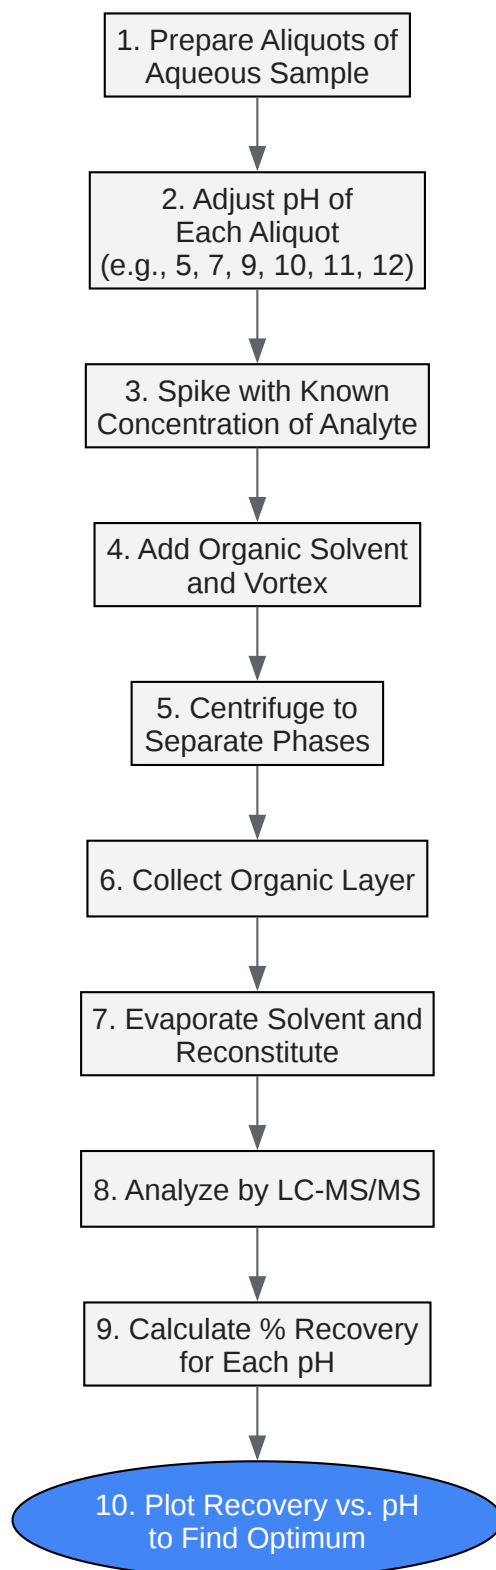 1. Prepare Aliquots of
Aqueous Sample
2. Adjust pH of
Each Aliquot
(e.g., 5, 7, 9, 10, 11, 12)
3. Spike with Known
Concentration of Analyte
4. Add Organic Solvent
and Vortex
5. Centrifuge to
Separate Phases
6. Collect Organic Layer
7. Evaporate Solvent and
Reconstitute
8. Analyze by LC-MS/MS
9. Calculate % Recovery
for Each pH
10. Plot Recovery vs. pH
to Find Optimum